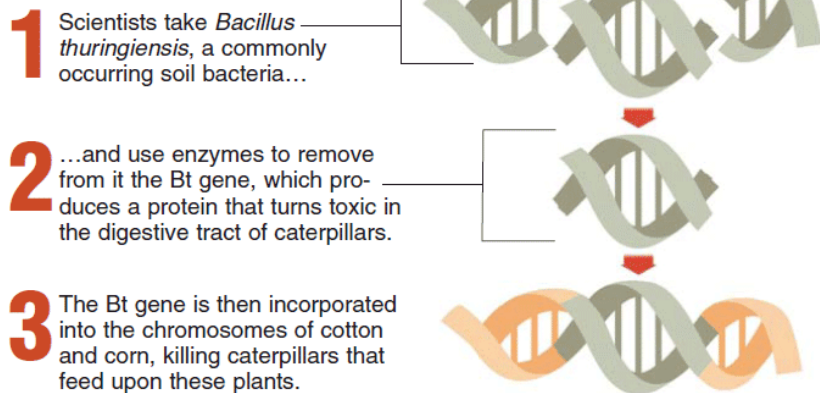 1 Scientists take Bacillus
thuringiensis, a commonly
occurring soil bacteria…
2 …and use enzymes to remove
from it the Bt gene, which pro-
duces a protein that turns toxic in
the digestive tract of caterpillars.
3 The Bt gene is then incorporated
into the chromosomes of cotton
and corn, killing caterpillars that
feed upon these plants.